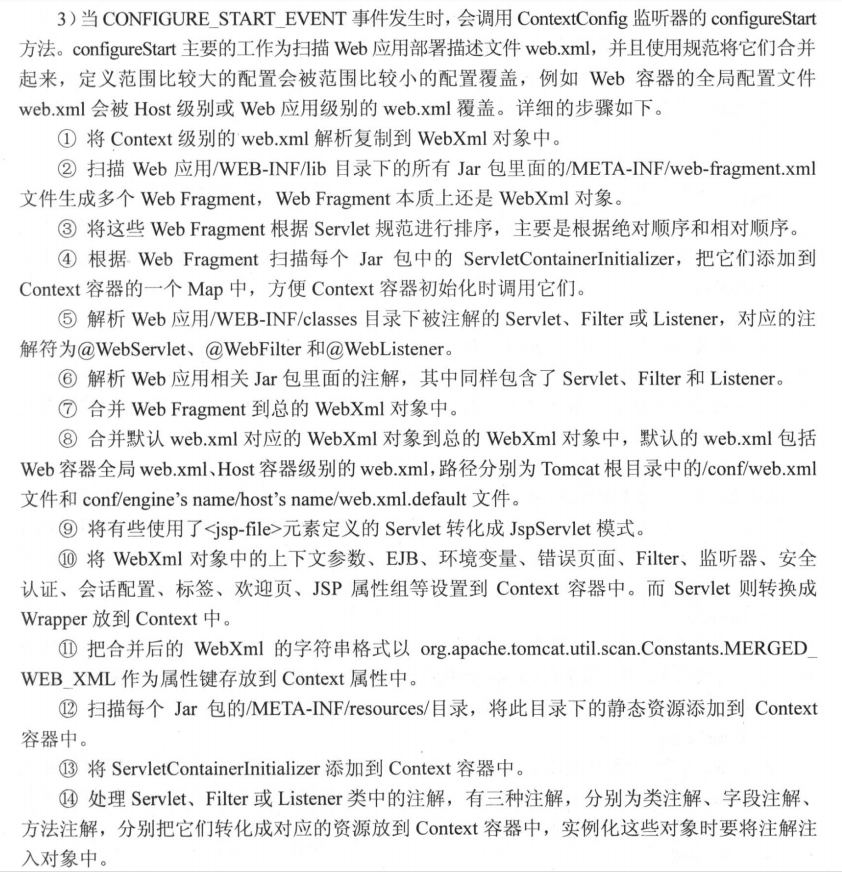 3）当 CONFIGURE_START_EVENT 事件发生时，会调用 ContextConfig 监听器的 configureStart
方法。configureStart 主要的工作为扫描 Web 应用部署描述文件 web.xml，并且使用规范将它们合并
起来，定义范围比较大的配置会被范围比较小的配置覆盖，例如 Web 容器的全局配置文件
web.xml 会被 Host 级别或 Web 应用级别的 web.xml 覆盖。详细的步骤如下。
① 将 Context 级别的 web.xml 解析复制到 WebXml 对象中。
② 扫描 Web 应用/WEB-INF/lib 目录下的所有 Jar 包里面的/META-INF/web-fragment.xml
文件生成多个 Web Fragment，Web Fragment 本质上还是 WebXml 对象。
③ 将这些 Web Fragment 根据 Servlet 规范进行排序，主要是根据绝对顺序和相对顺序。
④ 根据 Web Fragment 扫描每个 Jar 包中的 ServletContainerInitializer，把它们添加到
Context 容器的一个 Map 中，方便 Context 容器初始化时调用它们。
⑤ 解析 Web 应用/WEB-INF/classes 目录下被注解的 Servlet、Filter 或 Listener，对应的注
解符为@WebServlet、@WebFilter 和@WebListener。
⑥ 解析 Web 应用相关 Jar 包里面的注解，其中同样包含了 Servlet、Filter 和 Listener。
⑦ 合并 Web Fragment 到总的 WebXml 对象中。
⑧ 合并默认 web.xml 对应的 WebXml 对象到总的 WebXml 对象中，默认的 web.xml 包括
Web 容器全局 web.xml、Host 容器级别的 web.xml，路径分别为 Tomcat 根目录中的/conf/web.xml
文件和 conf/engine's name/host's name/web.xml.default 文件。
⑨ 将有些使用了<jsp-file>元素定义的 Servlet 转化成 JspServlet 模式。
⑩ 将 WebXml 对象中的上下文参数、EJB、环境变量、错误页面、Filter、监听器、安全
认证、会话配置、标签、欢迎页、JSP 属性组等设置到 Context 容器中。而 Servlet 则转换成
Wrapper 放到 Context 中。
⑪ 把合并后的 WebXml 的字符串格式以 org.apache.tomcat.util.scan.Constants.MERGED_
WEB_XML 作为属性键存放到 Context 属性中。
⑫ 扫描每个 Jar 包的/META-INF/resources/目录，将此目录下的静态资源添加到 Context
容器中。
⑬ 将 ServletContainerInitializer 添加到 Context 容器中。
⑭ 处理 Servlet、Filter 或 Listener 类中的注解，有三种注解，分别为类注解、字段注解、
方法注解，分别把它们转化成对应的资源放到 Context 容器中，实例化这些对象时要将注解注
入对象中。